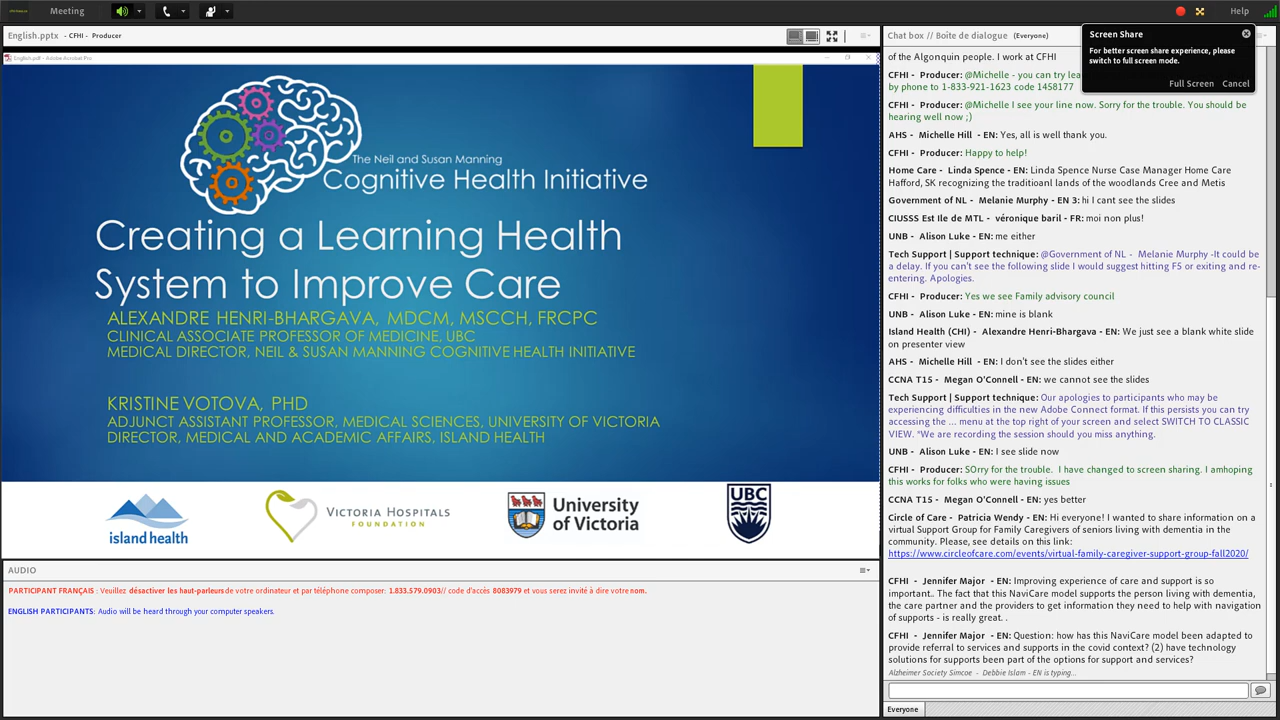 Meeting
Help
English.pptx - CFHI - Producer
English.pdf - Adobe Acrobat Pro
The Neil and Susan Manning
Cognitive Health Initiative
Creating a Learning Health
System to Improve Care
ALEXANDRE HENRI-BHARGAVA, MDCM, MSCCH, FRCPC
CLINICAL ASSOCIATE PROFESSOR OF MEDICINE, UBC
MEDICAL DIRECTOR, NEIL & SUSAN MANNING COGNITIVE HEALTH INITIATIVE
KRISTINE VOTOVA, PHD
ADJUNCT ASSISTANT PROFESSOR, MEDICAL SCIENCES, UNIVERSITY OF VICTORIA
DIRECTOR, MEDICAL AND ACADEMIC AFFAIRS, ISLAND HEALTH
island health
VICTORIA HOSPITALS
FOUNDATION
University
of Victoria
UBC
AUDIO
PARTICIPANT FRANÇAIS : Veuillez désactiver les haut-parleurs de votre ordinateur et par téléphone composer: 1.833.579.0903// code d'accès 8083979 et vous serez invité à dire votre nom.
ENGLISH PARTICIPANTS: Audio will be heard through your computer speakers.
Chat box // Boîte de dialogue (Everyone)
Screen Share
For better screen share experience, please
switch to full screen mode.
Full Screen Cancel
of the Algonquin people. I work at CFHI
CFHI - Producer: @Michelle - you can try lea
by phone to 1-833-921-1623 code 1458177
CFHI - Producer: @Michelle I see your line now. Sorry for the trouble. You should be
hearing well now ;)
AHS - Michelle Hill - EN: Yes, all is well thank you.
CFHI - Producer: Happy to help!
Home Care - Linda Spence - EN: Linda Spence Nurse Case Manager Home Care
Hafford, SK recognizing the traditioanl lands of the woodlands Cree and Metis
Government of NL - Melanie Murphy - EN 3: hi I cant see the slides
CIUSSS Est Ile de MTL - véronique baril - FR: moi non plus!
UNB - Alison Luke - EN: me either
Tech Support | Support technique: @Government of NL - Melanie Murphy -It could be
a delay. If you can't see the following slide I would suggest hitting F5 or exiting and re-
entering. Apologies.
CFHI - Producer: Yes we see Family advisory council
UNB - Alison Luke - EN: mine is blank
Island Health (CHI) - Alexandre Henri-Bhargava - EN: We just see a blank white slide
on presenter view
AHS - Michelle Hill - EN: I don't see the slides either
CCNA T15 - Megan O'Connell - EN: we cannot see the slides
Tech Support | Support technique: Our apologies to participants who may be
experiencing difficulties in the new Adobe Connect format. If this persists you can try
accessing the ... menu at the top right of your screen and select SWITCH TO CLASSIC
VIEW. *We are recording the session should you miss anything.
UNB - Alison Luke - EN: I see slide now
CFHI - Producer: SOrry for the trouble. I have changed to screen sharing. I amhoping
this works for folks who were having issues
CCNA T15 - Megan O'Connell - EN: yes better
Circle of Care - Patricia Wendy - EN: Hi everyone! I wanted to share information on a
virtual Support Group for Family Caregivers of seniors living with dementia in the
community. Please, see details on this link:
https://www.circleofcare.com/events/virtual-family-caregiver-support-group-fall2020/
CFHI - Jennifer Major - EN: Improving experience of care and support is so
important.. The fact that this NaviCare model supports the person living with dementia,
the care partner and the providers to get information they need to help with navigation
of supports - is really great. .
CFHI - Jennifer Major - EN: Question: how has this NaviCare model been adapted to
provide referral to services and supports in the covid context? (2) have technology
solutions for supports been part of the options for support and services?
Alzheimer Society Simcoe - Debbie Islam - EN is typing...
Everyone